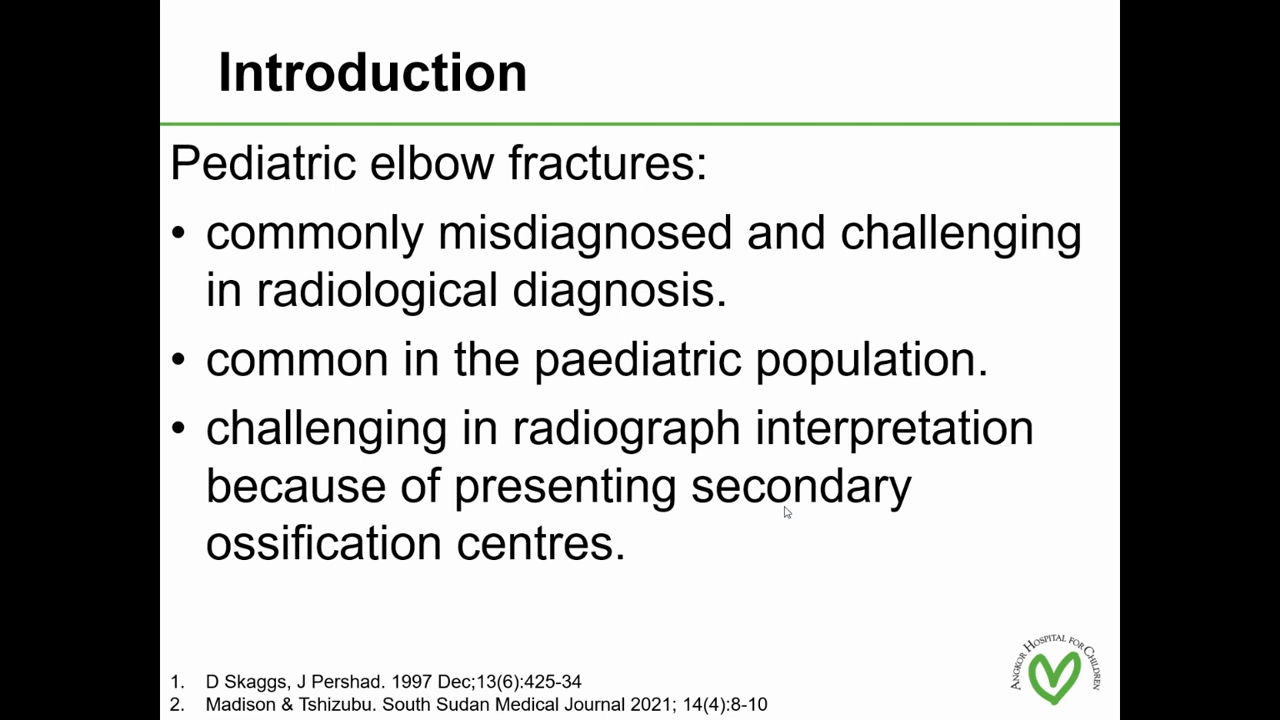 Introduction
Pediatric elbow fractures:
• commonly misdiagnosed and challenging
in radiological diagnosis.
• common in the paediatric population.
• challenging in radiograph interpretation
because of presenting secondary
ossification centres.
1. D Skaggs, J Pershad. 1997 Dec;13(6):425-34
2. Madison & Tshizubu. South Sudan Medical Journal 2021; 14(4):8-10
ANGKOR HOSPITAL FOR CHILDREN